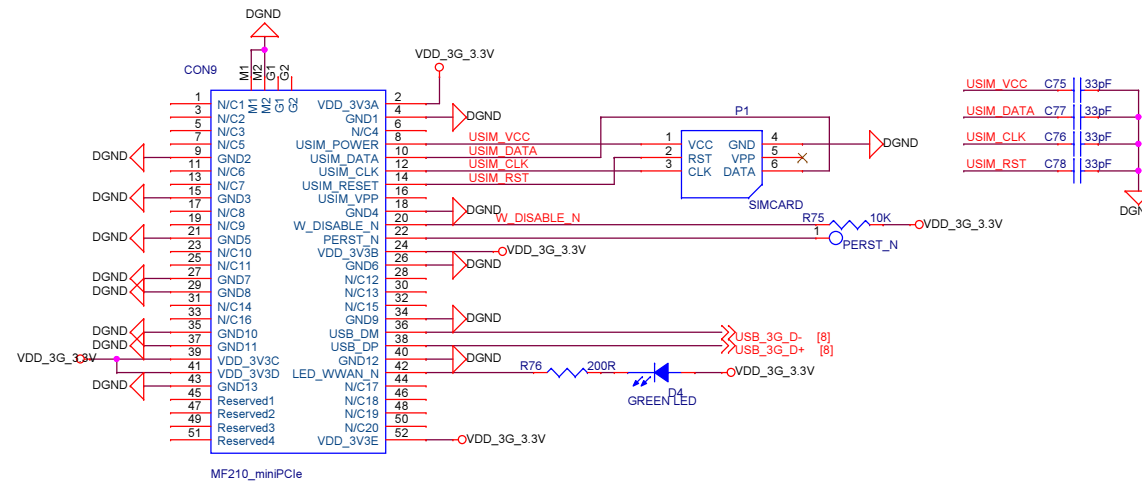 DGND
VDD_3G_3.3V
CON9
M1 M2 G1 G2
M1 M2 G1 G2
1 N/C1 VDD_3V3A 2
3 N/C2 GND1 4 DGND
5 N/C3 N/C4 6
7 N/C5 USIM_POWER 8 USIM_VCC
DGND 9 GND2 USIM_DATA 10 USIM_DATA
11 N/C6 USIM_CLK 12 USIM_CLK
13 N/C7 USIM_RESET 14 USIM_RST
DGND 15 GND3 USIM_VPP 16
17 N/C8 GND4 18 DGND
19 N/C9 W_DISABLE_N 20 W_DISABLE_N R75 10K VDD_3G_3.3V
DGND 21 GND5 PERST_N 22 1 PERST_N
23 N/C10 VDD_3V3B 24 VDD_3G_3.3V
25 N/C11 GND6 26 DGND
DGND 27 GND7 N/C12 28
DGND 29 GND8 N/C13 30
31 N/C14 N/C15 32
33 N/C16 GND9 34 DGND
DGND 35 GND10 USB_DM 36 USB_3G_D- [8]
DGND 37 GND11 USB_DP 38 USB_3G_D+ [8]
VDD_3G_3.3V 39 VDD_3V3C GND12 40 DGND
41 VDD_3V3D LED_WWAN_N 42 R76 200R D4 VDD_3G_3.3V
GREEN LED
DGND 43 GND13 N/C17 44
45 Reserved1 N/C18 46
47 Reserved2 N/C19 48
49 Reserved3 N/C20 50
51 Reserved4 VDD_3V3E 52 VDD_3G_3.3V
MF210_miniPCIe
P1
1 VCC GND 4 DGND
2 RST VPP 5
3 CLK DATA 6
SIMCARD
USIM_VCC C75 33pF
USIM_DATA C77 33pF
USIM_CLK C76 33pF
USIM_RST C78 33pF